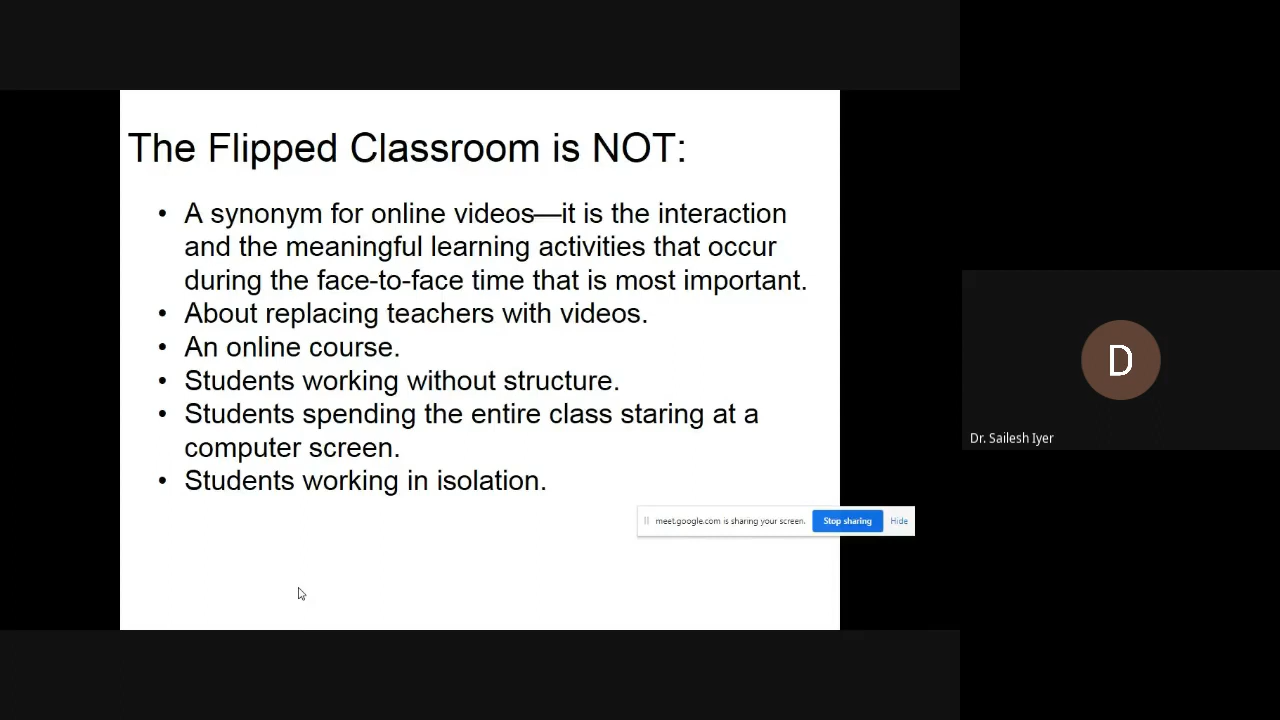 The Flipped Classroom is NOT:
• A synonym for online videos—it is the interaction
and the meaningful learning activities that occur
during the face-to-face time that is most important.
• About replacing teachers with videos.
• An online course.
• Students working without structure.
• Students spending the entire class staring at a
computer screen.
• Students working in isolation.
meet.google.com is sharing your screen. Stop sharing Hide
D
Dr. Sailesh Iyer